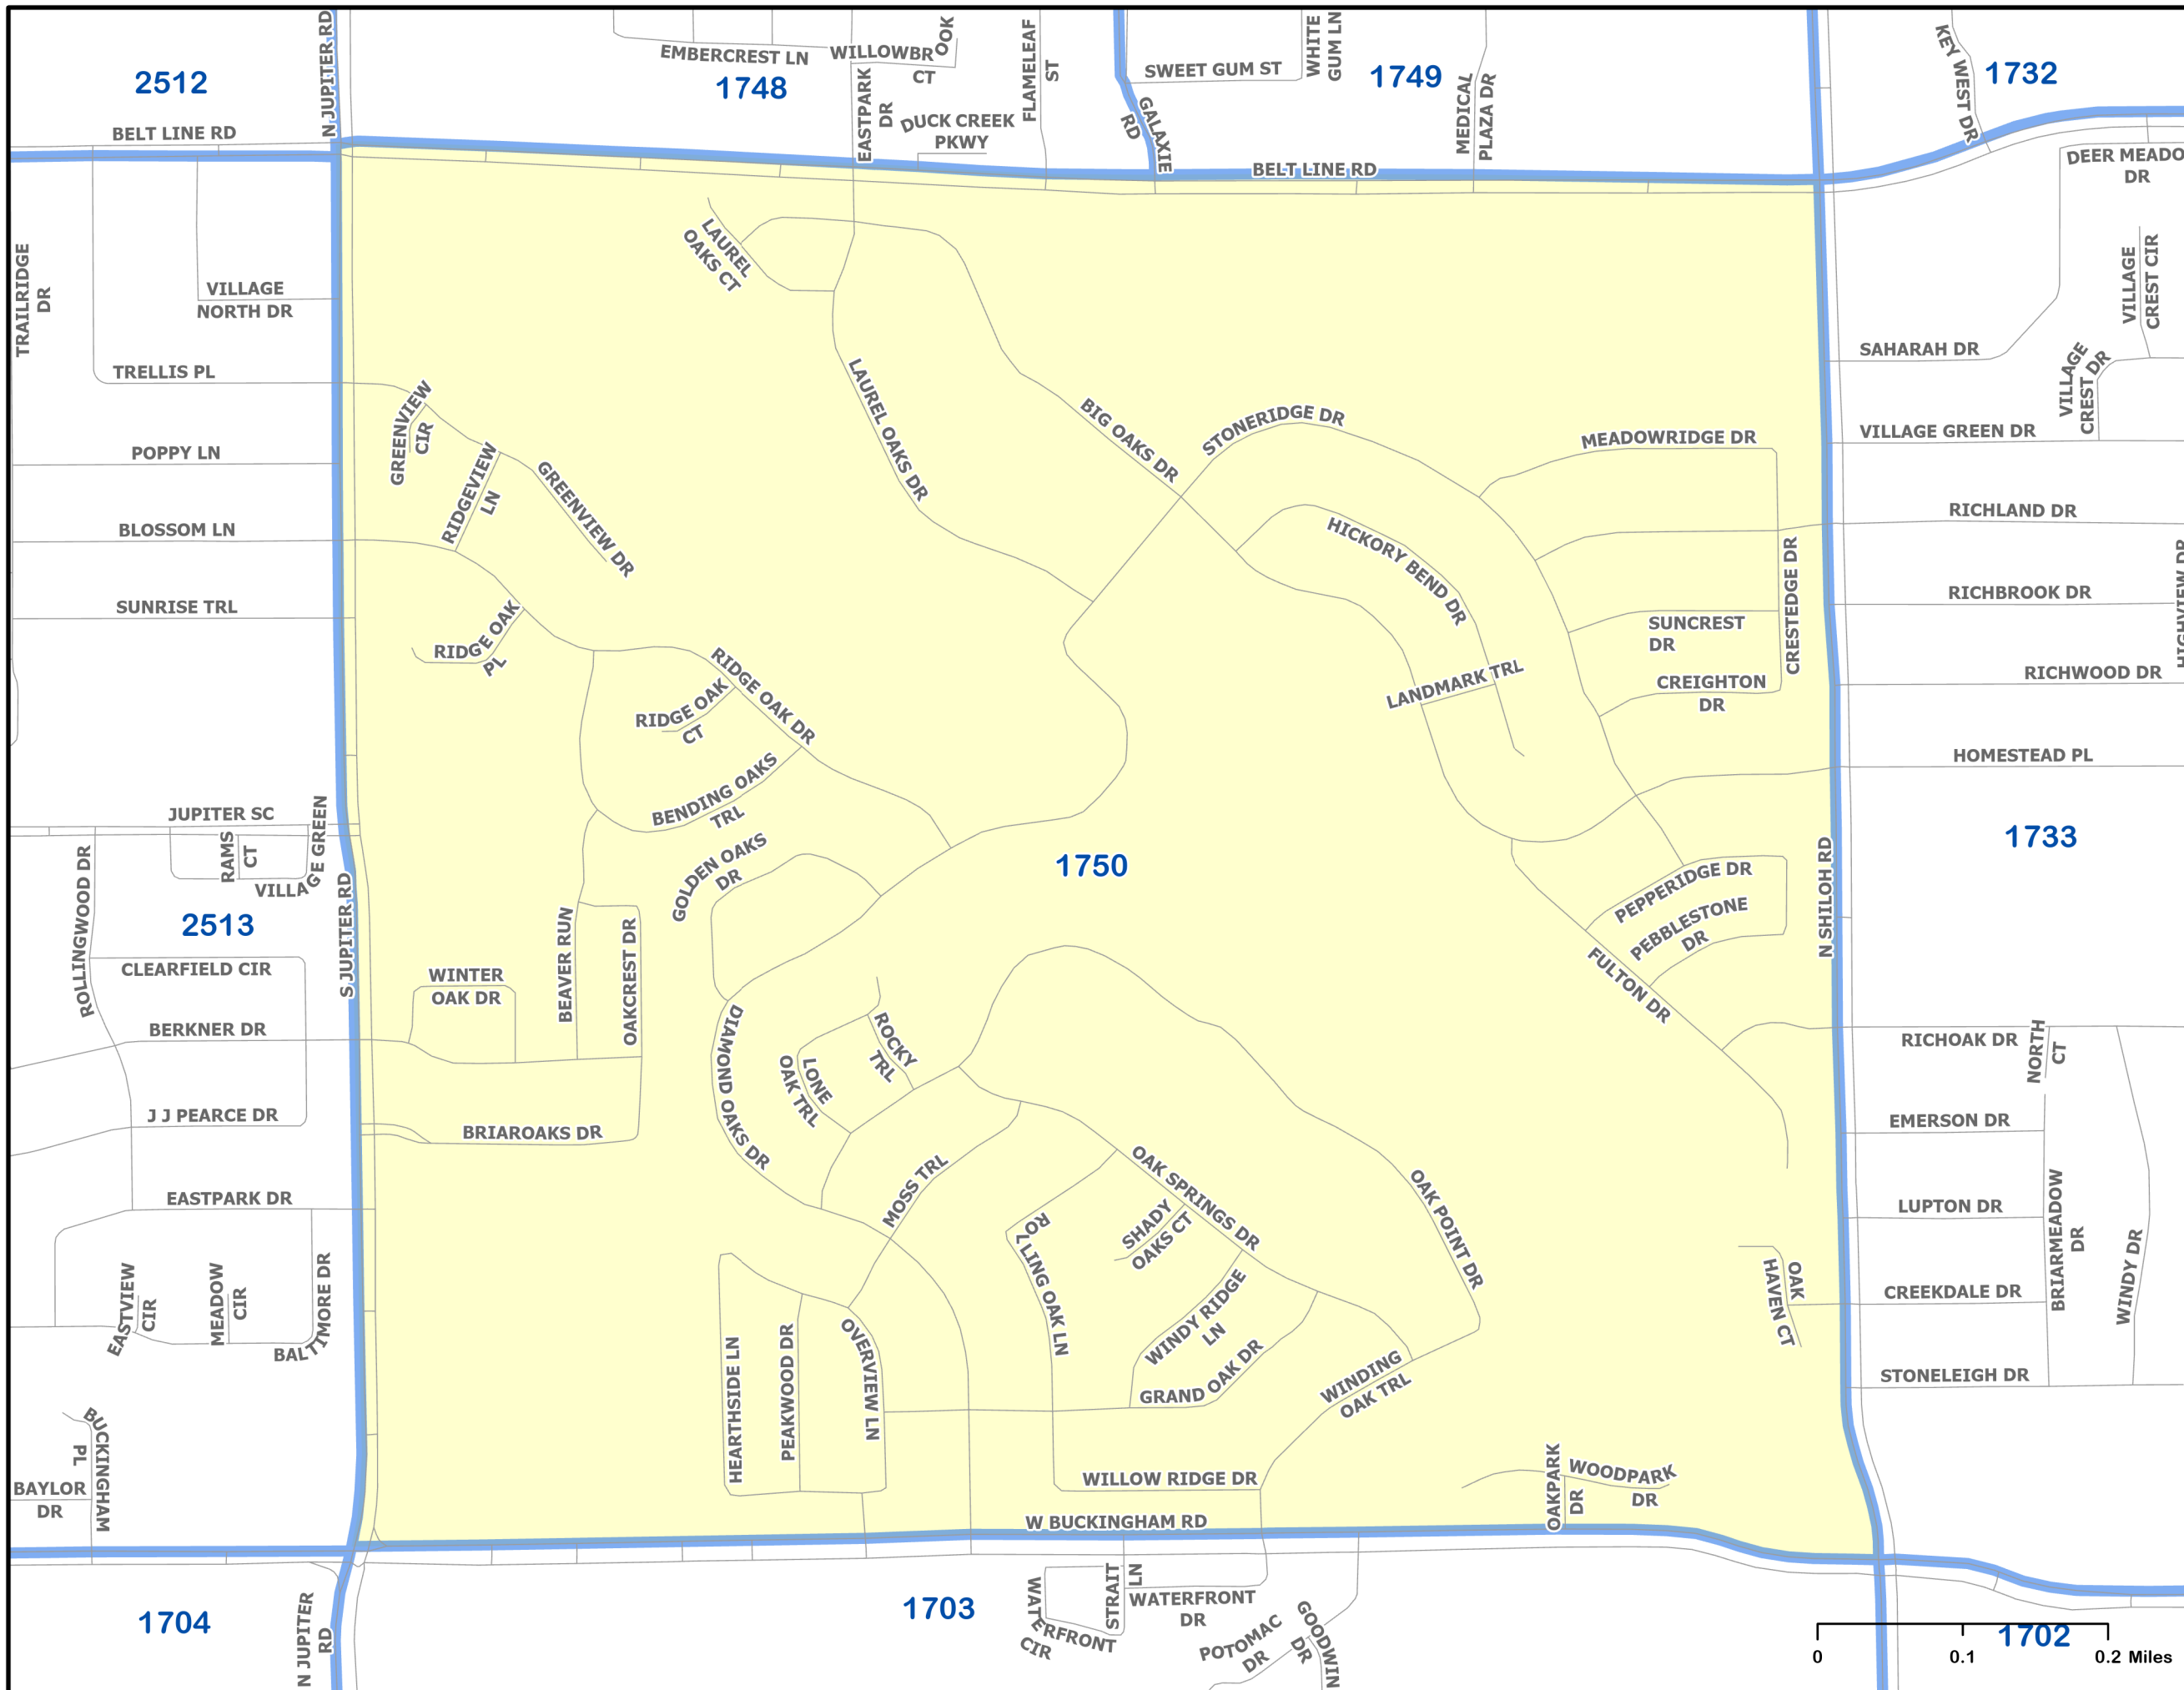 2512
N JUPITER RD
EMBERCREST LN
WILLOWBROOK
CT
1748
EASTPARK
DR
DUCK CREEK
PKWY
FLAMELEAF
ST
GALAXIE
RD
SWEET GUM ST
WHITE
GUM LN
1749
MEDICAL
PLAZA DR
KEY WEST DR
1732
BELT LINE RD
BELT LINE RD
DEER MEADO
DR
TRAILRIDGE
DR
VILLAGE
NORTH DR
LAUREL
OAKS CT
VILLAGE
CREST CIR
SAHARAH DR
VILLAGE
CREST DR
TRELLIS PL
GREENVIEW
CIR
LAUREL OAKS DR
BIG OAKS DR
STONERIDGE DR
MEADOWRIDGE DR
VILLAGE GREEN DR
POPPY LN
RIDGEVIEW
LN
GREENVIEW DR
RICHLAND DR
BLOSSOM LN
HICKORY BEND DR
CRESTEDGE DR
HIGHVIEW DR
RICHBROOK DR
SUNRISE TRL
RIDGE OAK
PL
SUNCREST
DR
RIDGE OAK DR
RIDGE OAK
CT
LANDMARK TRL
CREIGHTON
DR
RICHWOOD DR
HOMESTEAD PL
BENDING OAKS
TRL
JUPITER SC
RAMS
CT
VILLAGE GREEN
ROLLINGWOOD DR
GOLDEN OAKS
DR
1750
1733
N SHILOH RD
PEPPERIDGE DR
PEBBLESTONE
DR
2513
S JUPITER RD
BEAVER RUN
OAKCREST DR
CLEARFIELD CIR
WINTER
OAK DR
FULTON DR
BERKNER DR
DIAMOND OAKS DR
ROCKY
TRL
LONE
OAK TRL
RICHOAK DR
NORTH
CT
J J PEARCE DR
BRIAROAKS DR
EMERSON DR
EASTPARK DR
MOSS TRL
OAK SPRINGS DR
OAK POINT DR
LUPTON DR
BRIARMEADOW
DR
WINDY DR
ROLLING OAK LN
SHADY
OAKS CT
EASTVIEW
CIR
MEADOW
CIR
BALTIMORE DR
OAK
HAVEN CT
CREEKDALE DR
HEARTHSIDE LN
PEAKWOOD DR
OVERVIEW LN
WINDY RIDGE
LN
GRAND OAK DR
WINDING
OAK TRL
STONELEIGH DR
BUCKINGHAM
PL
BAYLOR
DR
WILLOW RIDGE DR
OAKPARK
DR
WOODPARK
DR
W BUCKINGHAM RD
1704
N JUPITER
RD
1703
WATERFRONT
CIR
STRAIT
LN
WATERFRONT
DR
POTOMAC
DR
GOODWIN
DR
1702
0
0.1
0.2 Miles